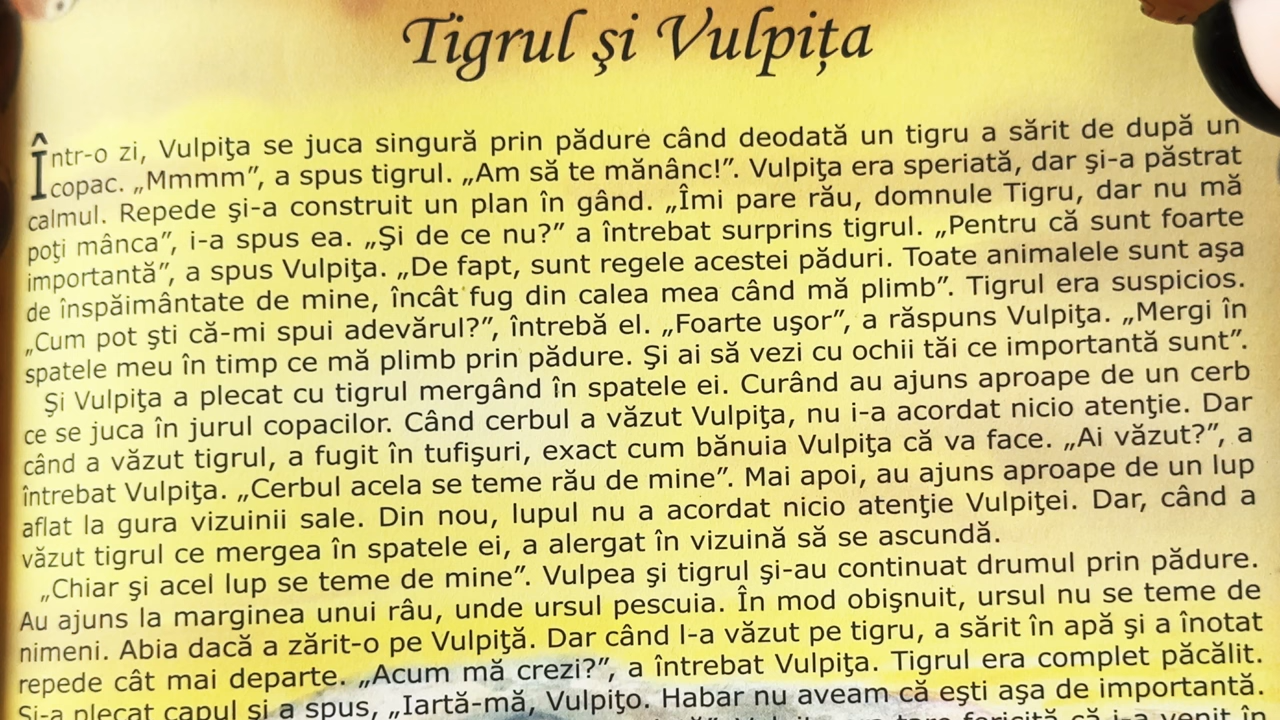 Tigrul şi Vulpița
Într-o zi, Vulpiţa se juca singură prin pădure când deodată un tigru a sărit de după un
copac. „Mmmm”, a spus tigrul. „Am să te mănânc!”. Vulpiţa era speriată, dar şi-a păstrat
calmul. Repede şi-a construit un plan în gând. „Îmi pare rău, domnule Tigru, dar nu mă
poţi mânca”, i-a spus ea. „Şi de ce nu?” a întrebat surprins tigrul. „Pentru că sunt foarte
importantă”, a spus Vulpiţa. „De fapt, sunt regele acestei păduri. Toate animalele sunt aşa
de înspăimântate de mine, încât fug din calea mea când mă plimb”. Tigrul era suspicios.
„Cum pot şti că-mi spui adevărul?”, întrebă el. „Foarte uşor”, a răspuns Vulpiţa. „Mergi în
spatele meu în timp ce mă plimb prin pădure. Şi ai să vezi cu ochii tăi ce importantă sunt”.
Şi Vulpiţa a plecat cu tigrul mergând în spatele ei. Curând au ajuns aproape de un cerb
ce se juca în jurul copacilor. Când cerbul a văzut Vulpiţa, nu i-a acordat nicio atenţie. Dar
când a văzut tigrul, a fugit în tufişuri, exact cum bănuia Vulpiţa că va face. „Ai văzut?”, a
întrebat Vulpiţa. „Cerbul acela se teme rău de mine”. Mai apoi, au ajuns aproape de un lup
aflat la gura vizuinii sale. Din nou, lupul nu a acordat nicio atenţie Vulpiţei. Dar, când a
văzut tigrul ce mergea în spatele ei, a alergat în vizuină să se ascundă.
„Chiar şi acel lup se teme de mine”. Vulpea şi tigrul şi-au continuat drumul prin pădure.
Au ajuns la marginea unui râu, unde ursul pescuia. În mod obişnuit, ursul nu se teme de
nimeni. Abia dacă a zărit-o pe Vulpiţă. Dar când l-a văzut pe tigru, a sărit în apă şi a înotat
repede cât mai departe. „Acum mă crezi?”, a întrebat Vulpiţa. Tigrul era complet păcălit.
Şi-a plecat capul şi a spus, „Iartă-mă, Vulpiţo. Habar nu aveam că eşti aşa de importantă.